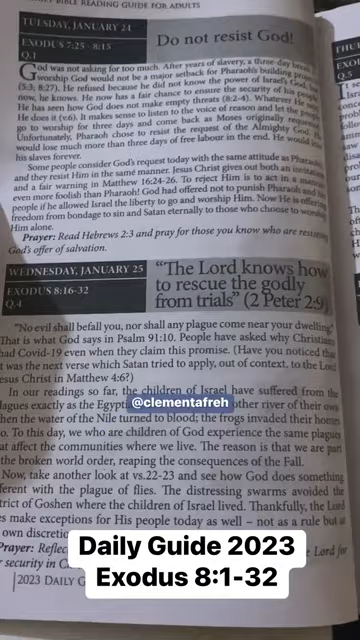 BIBLE READING GUIDE FOR ADULTS
TUESDAY, JANUARY 24
EXODUS 7:25 - 8:15
Q.1
Do not resist God!
God was not asking for too much. After years of slavery, a three-day
worship God would not be a major setback for Pharaoh's building
(5:3; 8:27). He refused because he did not know the power of Israel's God, but
now, he knows. He now has a fair chance to ensure the security of his people.
He has seen how God does not make empty threats (8:2-4). Whatever He
He does it (v.6). It makes sense to listen to the voice of reason and let the people
go to worship for three days and come back as Moses originally
Unfortunately, Pharaoh chose to resist the request of the Almighty God. He
would lose much more than three days of free labour in the end. He would lose
his slaves forever.
Some people consider God's request today with the same attitude as Pharaoh
and they resist Him in the same manner. Jesus Christ gives out both an invitation
and a fair warning in Matthew 16:24-26. To reject Him is to act in a manner
even more foolish than Pharaoh! God had offered not to punish Pharaoh and his
people if he allowed Israel the liberty to go and worship Him. Now He is offering
freedom from bondage to sin and Satan eternally to those who choose to worship
Him alone.
Prayer: Read Hebrews 2:3 and pray for those you know who are resisting
God's offer of salvation.
WEDNESDAY, JANUARY 25
EXODUS 8:16-32
Q.4
"The Lord knows how
to rescue the godly
from trials" (2 Peter 2:9)
"No evil shall befall you, nor shall any plague come near your dwelling"
That is what God says in Psalm 91:10. People have asked why Christians
had Covid-19 even when they claim this promise. (Have you noticed that
it was the next verse which Satan tried to apply, out of context, to the Lord
Jesus Christ in Matthew 4:6?)
In our readings so far, the children of Israel have suffered from the
plagues exactly as the Egypti other river of their own
when the water of the Nile turned to blood; the frogs invaded their homes
too. To this day, we who are children of God experience the same plagues
that affect the communities where we live. The reason is that we are part
of the broken world order, reaping the consequences of the Fall.
Now, take another look at vs.22-23 and see how God does something
different with the plague of flies. The distressing swarms avoided the
district of Goshen where the children of Israel lived. Thankfully, the Lord
does make exceptions for His people today as well – not as a rule but at
his own discretion
Prayer: Reflec he Lord for
r security in C
2023 DAILY G
@clementafreh
Daily Guide 2023
Exodus 8:1-32